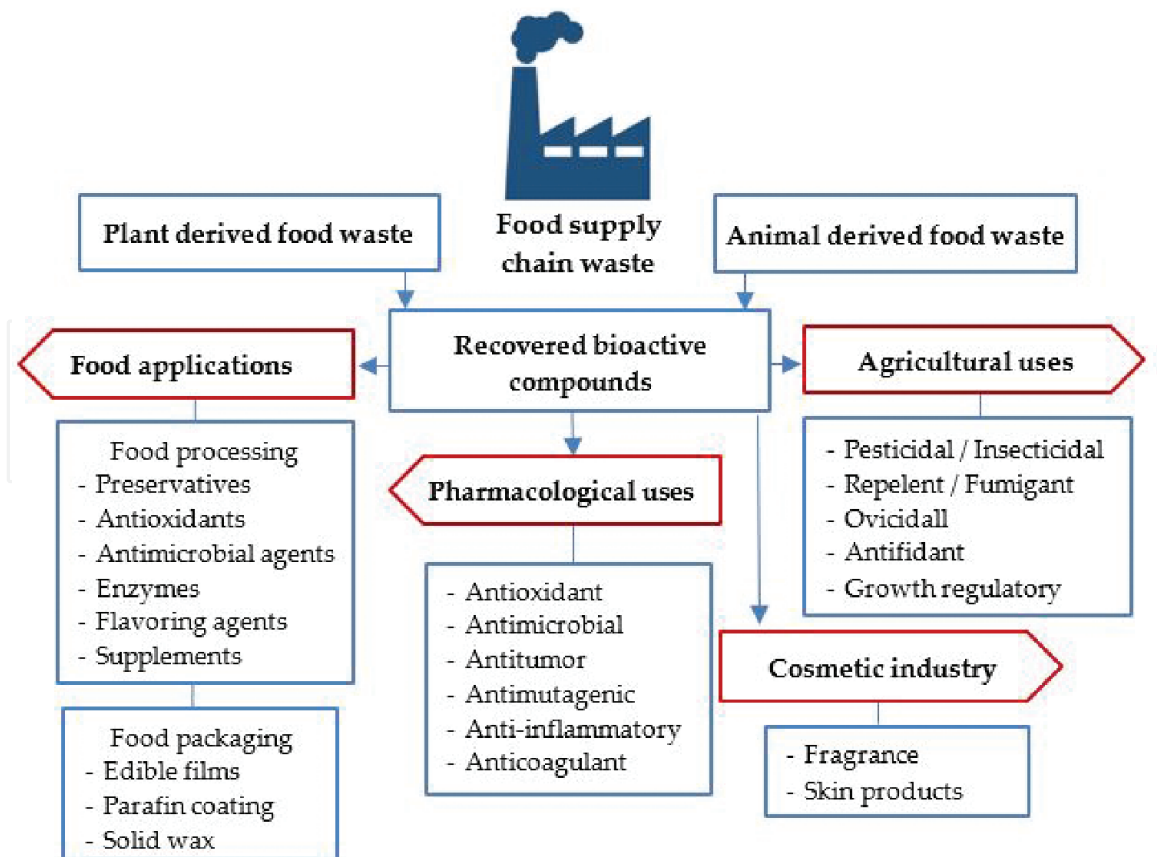 Food supply
chain waste
Plant derived food waste
Animal derived food waste
Recovered bioactive
compounds
Food applications
Food processing
- Preservatives
- Antioxidants
- Antimicrobial agents
- Enzymes
- Flavoring agents
- Supplements
Food packaging
- Edible films
- Parafin coating
- Solid wax
Pharmacological uses
- Antioxidant
- Antimicrobial
- Antitumor
- Antimutagenic
- Anti-inflammatory
- Anticoagulant
Agricultural uses
- Pesticidal / Insecticidal
- Repelent / Fumigant
- Ovicidall
- Antifidant
- Growth regulatory
Cosmetic industry
- Fragrance
- Skin products